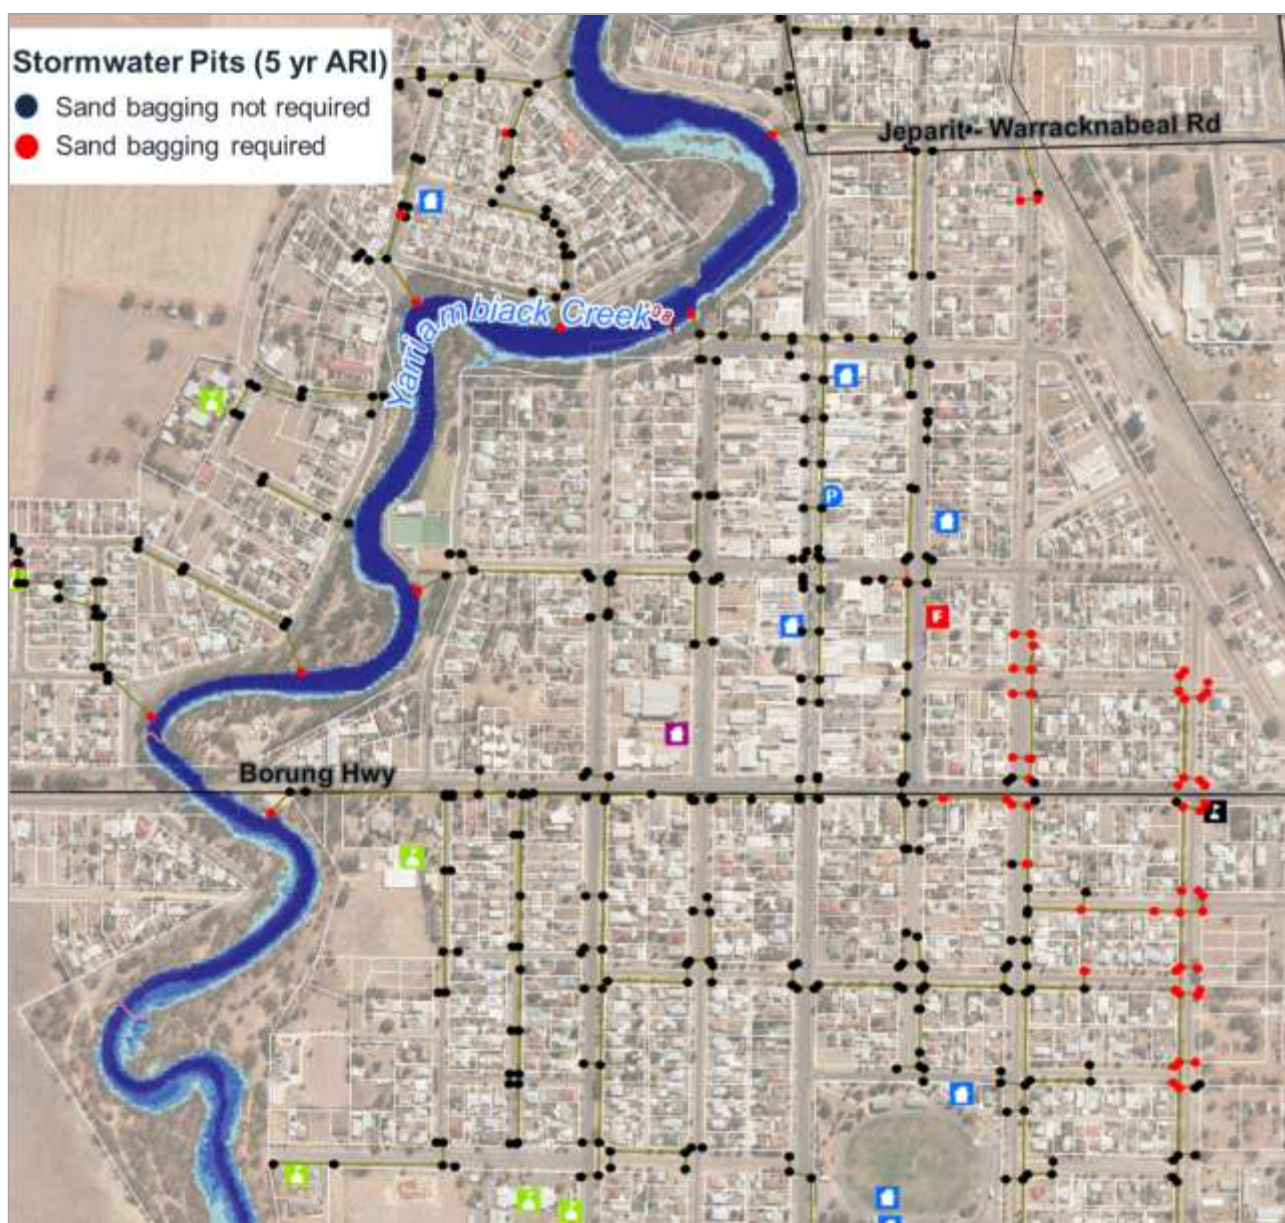 Stormwater Pits (5 yr ARI)
Sand bagging not required
Sand bagging required
Jeparit - Warracknabeal Rd
Yarriambiack Creek
108
P
F
Borung Hwy